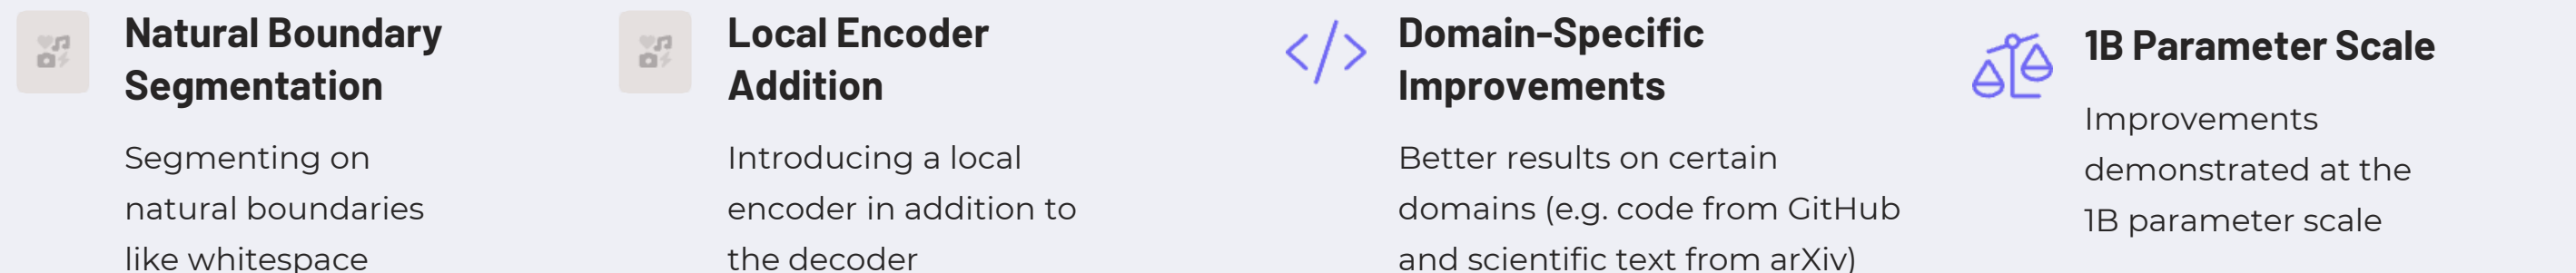 Natural Boundary
Segmentation
Segmenting on
natural boundaries
like whitespace
Local Encoder
Addition
Introducing a local
encoder in addition to
the decoder
Domain-Specific
Improvements
Better results on certain
domains (e.g. code from GitHub
and scientific text from arXiv)
1B Parameter Scale
Improvements
demonstrated at the
1B parameter scale